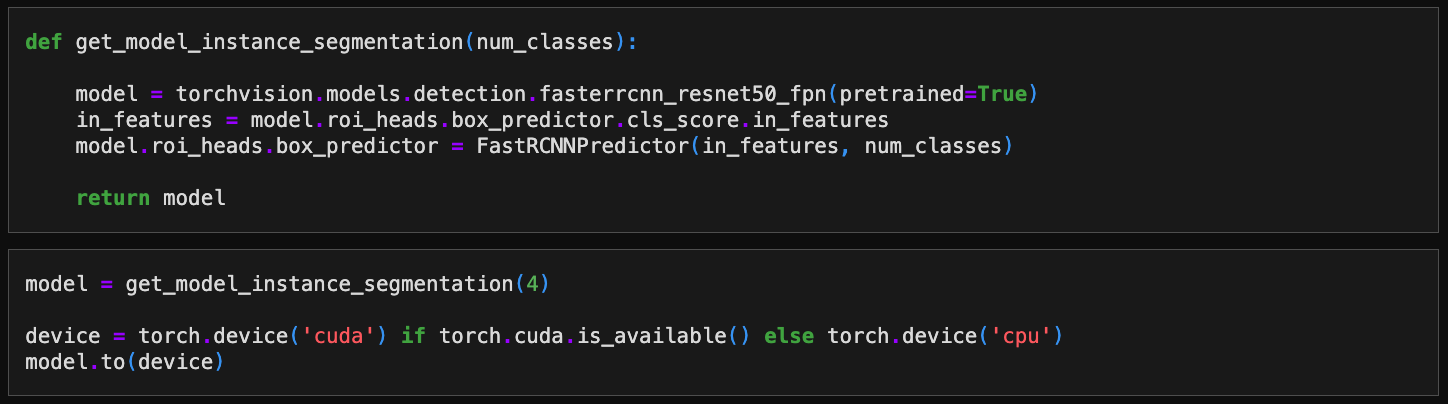 def get_model_instance_segmentation(num_classes):
    model = torchvision.models.detection.fasterrcnn_resnet50_fpn(pretrained=True)
    in_features = model.roi_heads.box_predictor.cls_score.in_features
    model.roi_heads.box_predictor = FastRCNNPredictor(in_features, num_classes)
    return model
model = get_model_instance_segmentation(4)
device = torch.device('cuda') if torch.cuda.is_available() else torch.device('cpu')
model.to(device)